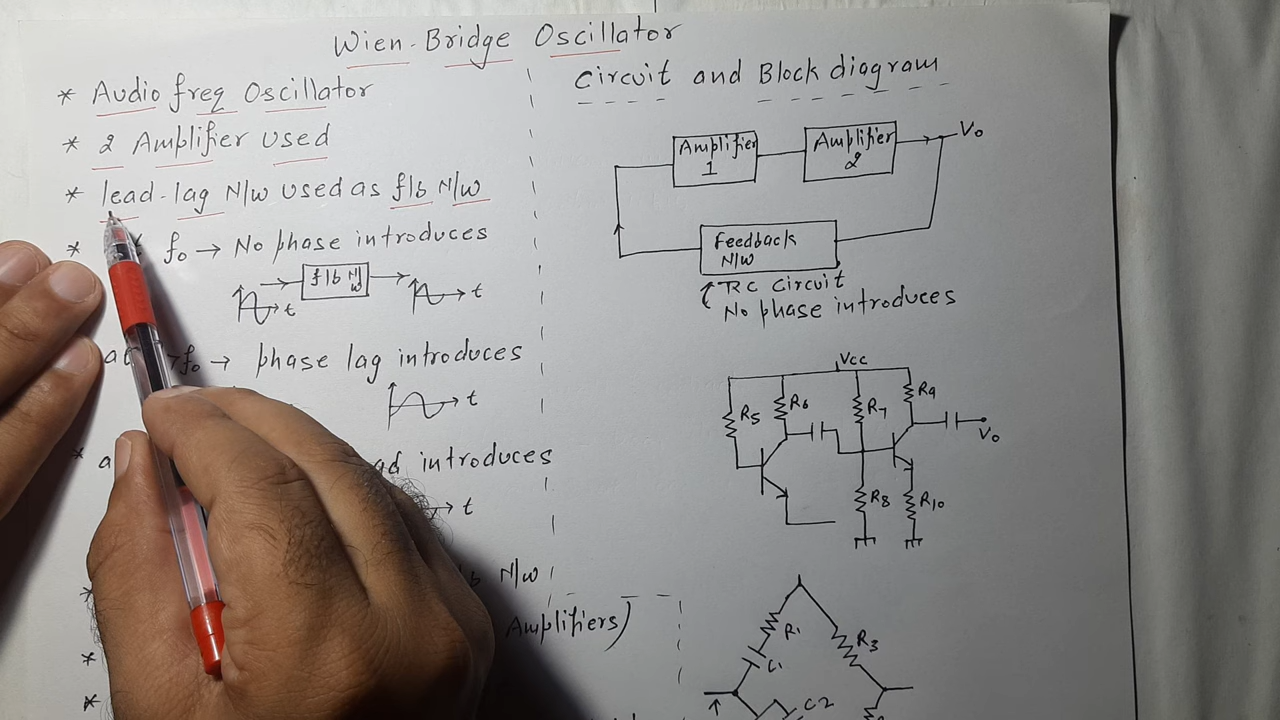 Wien-Bridge Oscillator
* Audio freq Oscillator
* 2 Amplifier Used
* lead-lag N/w used as f/b N/w
* f₀ → No phase introduces
f/b N/w
t
t
at >f₀ → phase lag introduces
t
* a ad introduces
t
N/w
Amplifiers)
*
*
Circuit and Block diagram
Amplifier 1
Amplifier 2
V₀
Feedback N/w
RC circuit
No phase introduces
Vcc
R5
R6
R7
R9
V₀
R8
R10
R1
R3
C1
C2